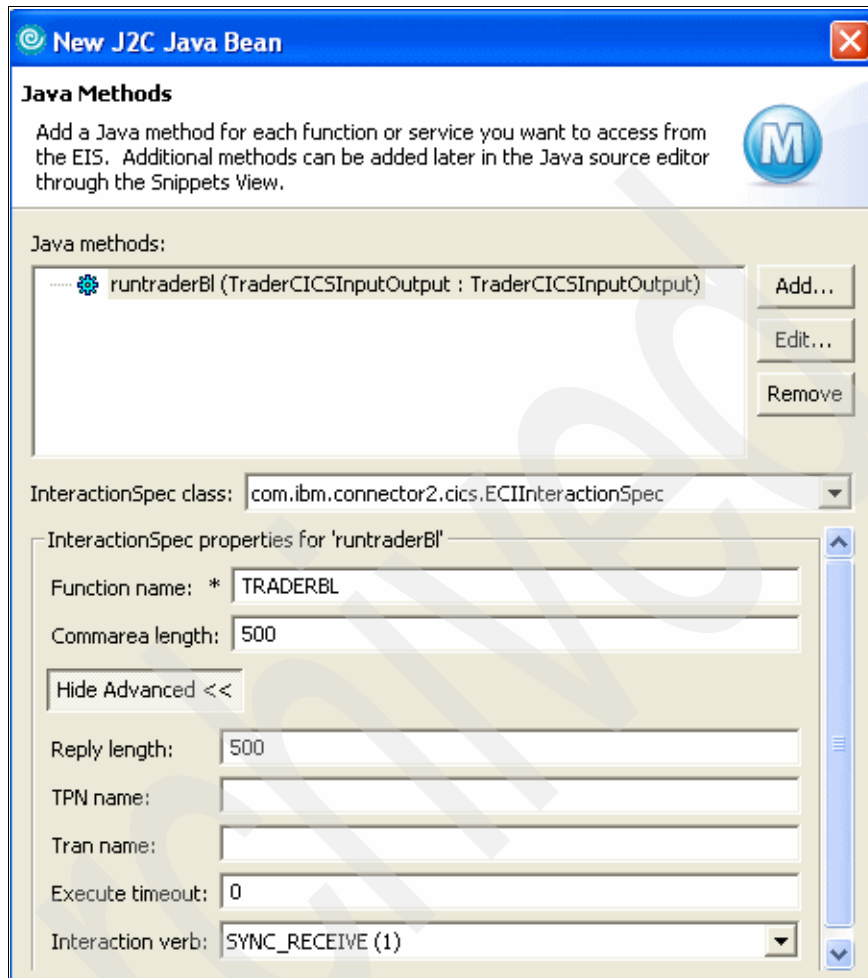 New J2C Java Bean
Java Methods
Add a Java method for each function or service you want to access from
the EIS. Additional methods can be added later in the Java source editor
through the Snippets View.
M
Java methods:
runtraderBl (TraderCICSInputOutput : TraderCICSInputOutput)
Add...
Edit...
Remove
InteractionSpec class: com.ibm.connector2.cics.ECIInteractionSpec
InteractionSpec properties for 'runtraderBl'
Function name: * TRADERBL
Commarea length: 500
Hide Advanced <<
Reply length: 500
TPN name:
Tran name:
Execute timeout: 0
Interaction verb: SYNC_RECEIVE (1)